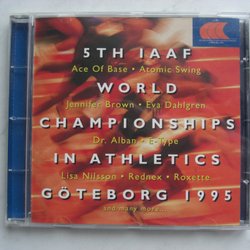 5TH IAAF
Ace Of Base • Atomic Swing
WORLD
Jennifer Brown • Eva Dahlgren
CHAMPIONSHIPS
Dr. Alban • E-Type
IN ATHLETICS
Lisa Nilsson • Rednex • Roxette
GÖTEBORG 1995
and many more...